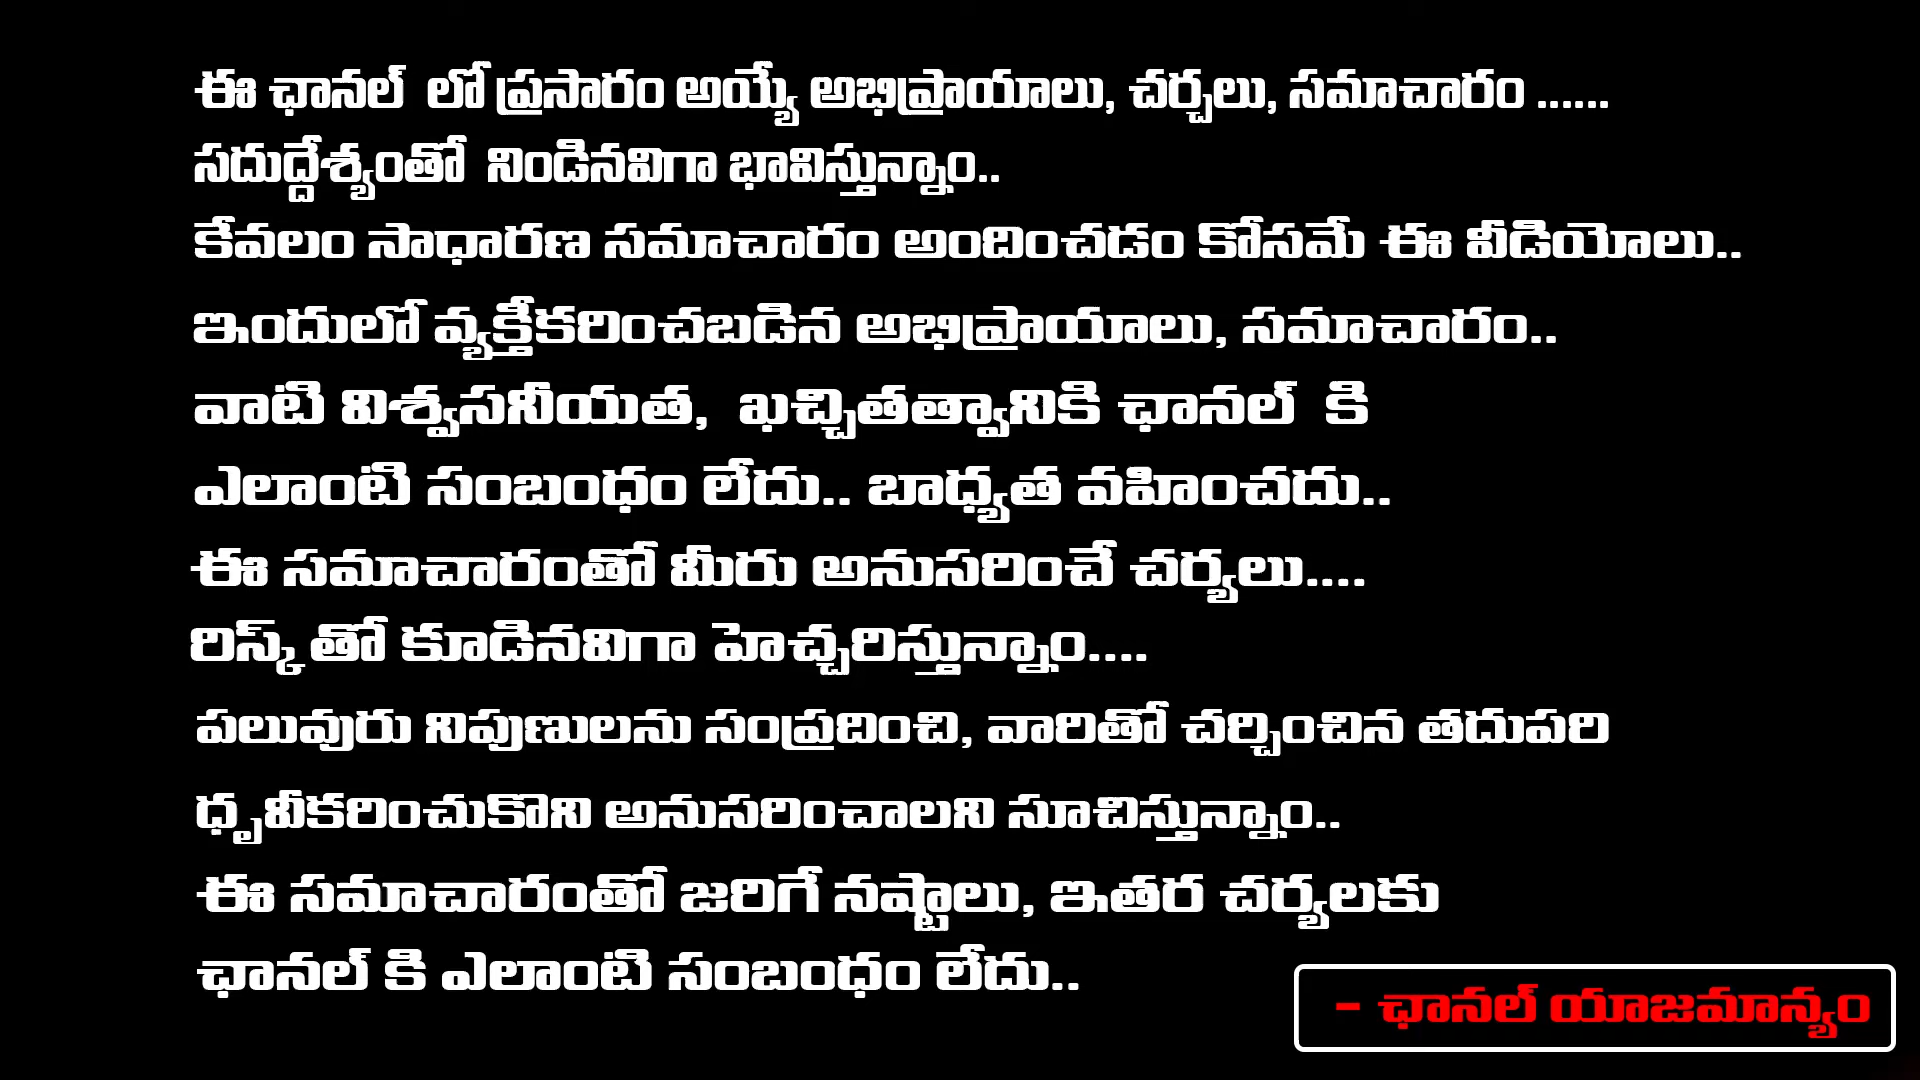 ఈ ఛానల్ లో ప్రసారం అయ్యే అభిప్రాయాలు, చర్చలు, సమాచారం ......
సదుద్దేశ్యంతో నిండినవిగా భావిస్తున్నాం..
కేవలం సాధారణ సమాచారం అందించడం కోసమే ఈ వీడియోలు..
ఇందులో వ్యక్తీకరించబడిన అభిప్రాయాలు, సమాచారం..
వాటి విశ్వసనీయత, ఖచ్చితత్వానికి ఛానల్ కి
ఎలాంటి సంబంధం లేదు.. బాధ్యత వహించదు..
ఈ సమాచారంతో మీరు అనుసరించే చర్యలు....
రిస్క్ తో కూడినవిగా హెచ్చరిస్తున్నాం....
పలువురు నిపుణులను సంప్రదించి, వారితో చర్చించిన తదుపరి
ధృవీకరించుకొని అనుసరించాలని సూచిస్తున్నాం..
ఈ సమాచారంతో జరిగే నష్టాలు, ఇతర చర్యలకు
ఛానల్ కి ఎలాంటి సంబంధం లేదు..
- ఛానల్ యాజమాన్యం